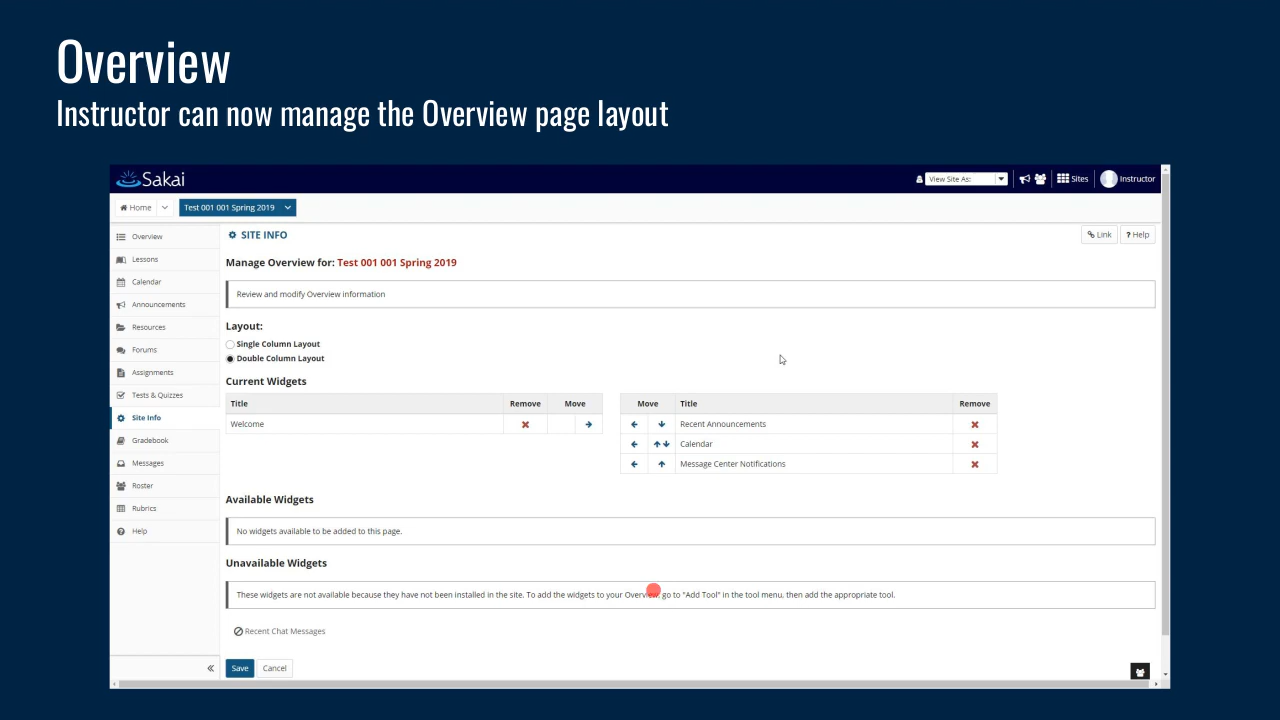 Overview
Instructor can now manage the Overview page layout
Sakai
View Site As:
Sites
Instructor
Home
Test 001 001 Spring 2019
Overview
Lessons
Calendar
Announcements
Resources
Forums
Assignments
Tests & Quizzes
Site Info
Gradebook
Messages
Roster
Rubrics
Help
SITE INFO
Link
? Help
Manage Overview for: Test 001 001 Spring 2019
Review and modify Overview information
Layout:
Single Column Layout
Double Column Layout
Current Widgets
Title Remove Move
Welcome
Move Title Remove
Recent Announcements
Calendar
Message Center Notifications
Available Widgets
No widgets available to be added to this page.
Unavailable Widgets
These widgets are not available because they have not been installed in the site. To add the widgets to your Overview, go to "Add Tool" in the tool menu, then add the appropriate tool.
Recent Chat Messages
Save
Cancel